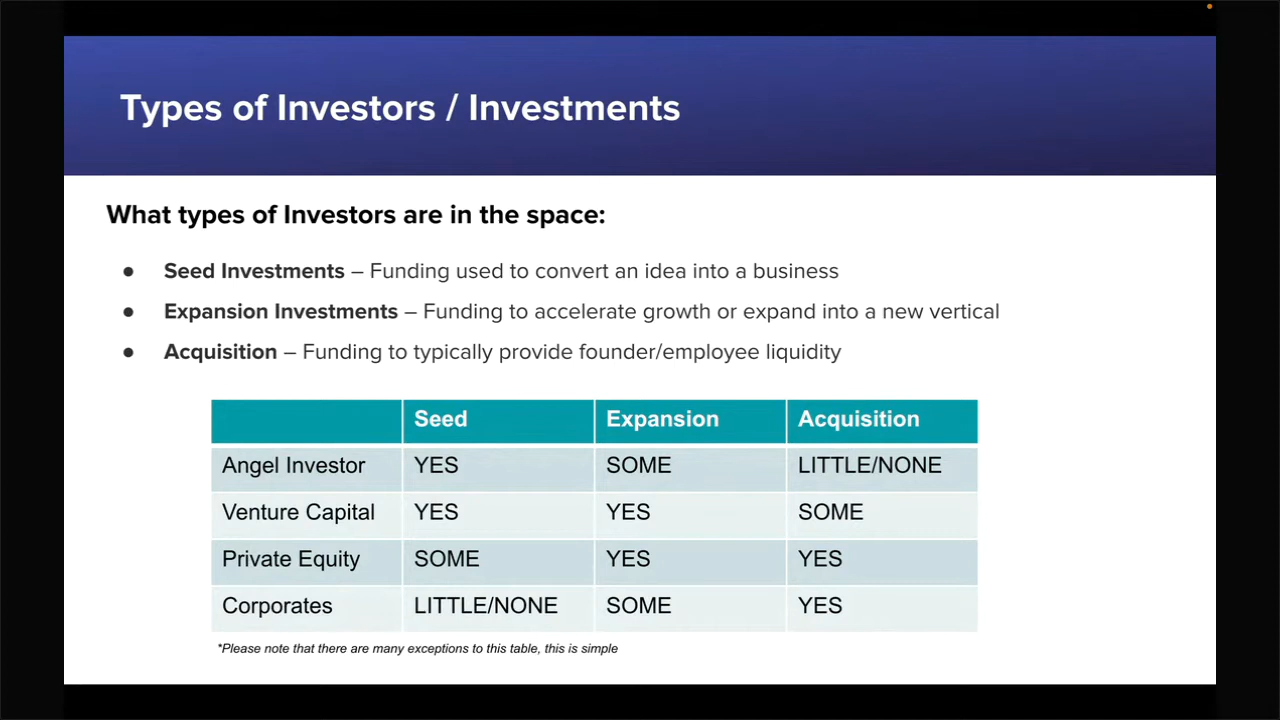 Types of Investors / Investments
What types of Investors are in the space:
● Seed Investments – Funding used to convert an idea into a business
● Expansion Investments – Funding to accelerate growth or expand into a new vertical
● Acquisition – Funding to typically provide founder/employee liquidity
Seed Expansion Acquisition
Angel Investor YES SOME LITTLE/NONE
Venture Capital YES YES SOME
Private Equity SOME YES YES
Corporates LITTLE/NONE SOME YES
*Please note that there are many exceptions to this table, this is simple